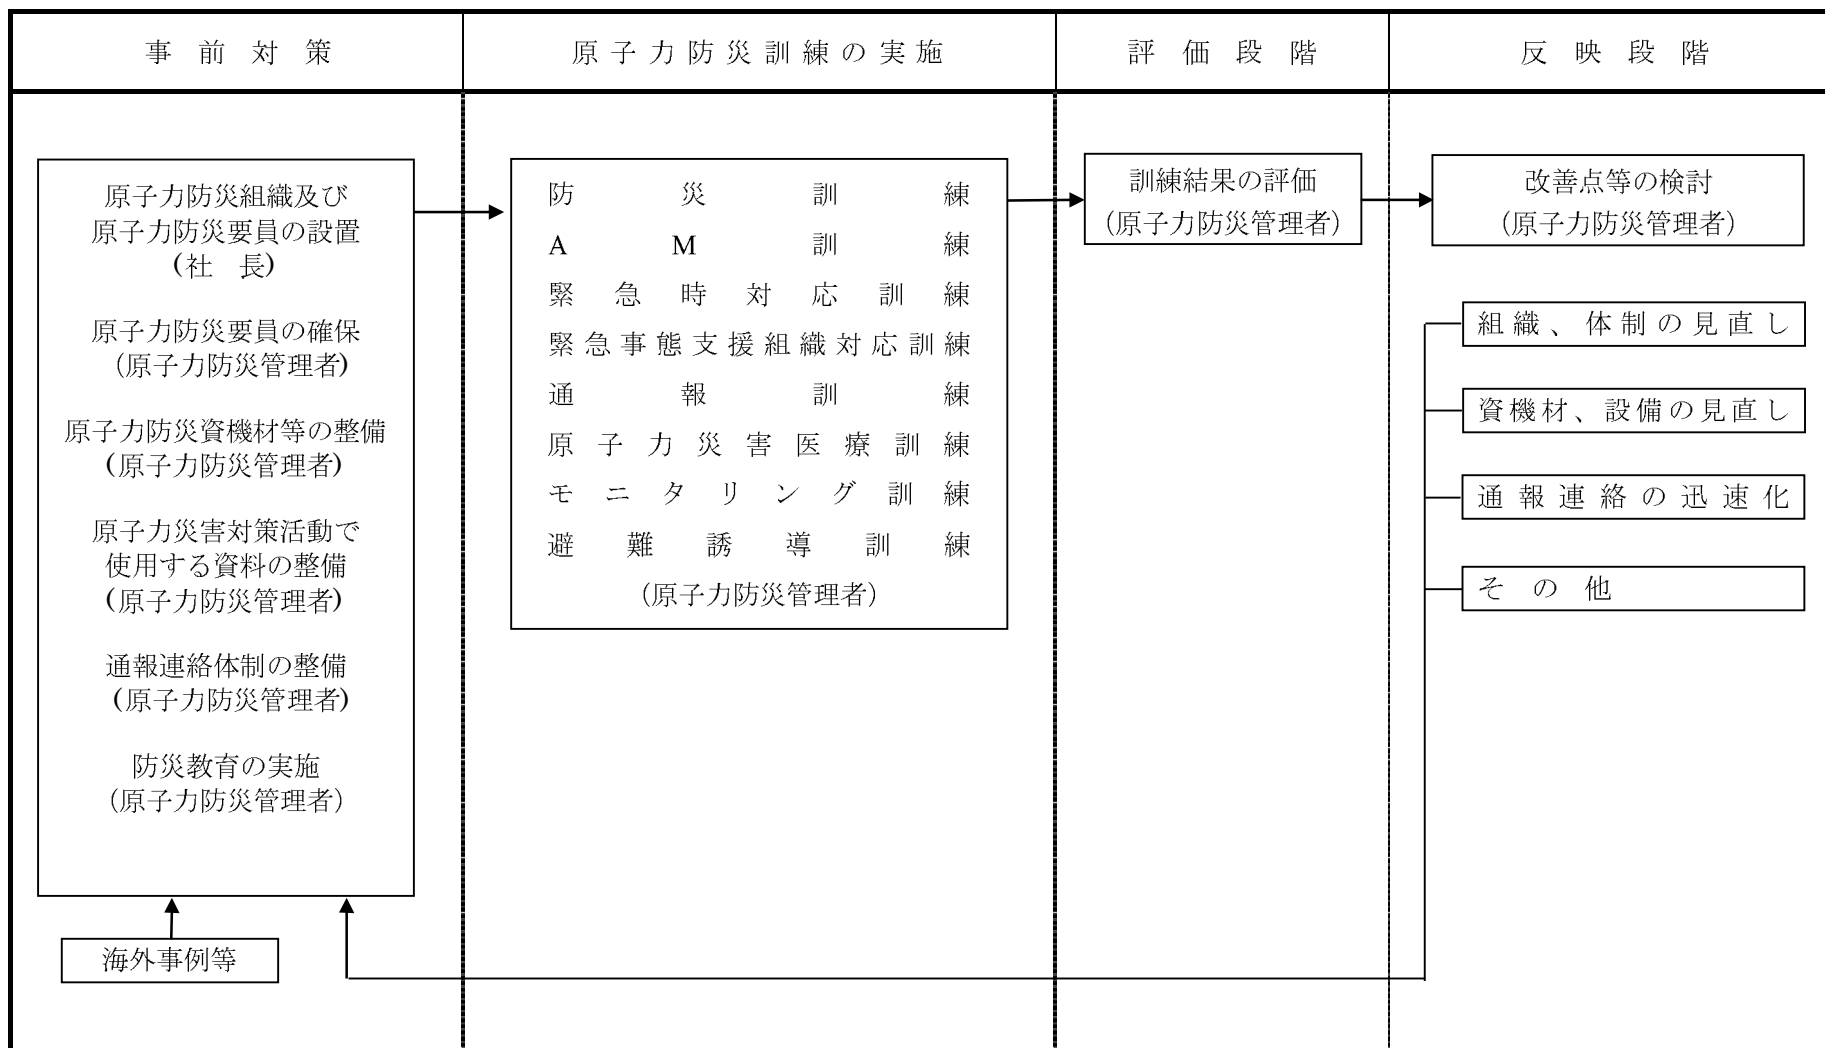 事前対策
原子力防災訓練の実施
評価段階
反映段階
原子力防災組織及び
原子力防災要員の設置
(社　長)
原子力防災要員の確保
(原子力防災管理者)
原子力防災資機材等の整備
(原子力防災管理者)
原子力災害対策活動で
使用する資料の整備
(原子力防災管理者)
通報連絡体制の整備
(原子力防災管理者)
防災教育の実施
(原子力防災管理者)
海外事例等
防災訓練
AM訓練
緊急時対応訓練
緊急事態支援組織対応訓練
通報訓練
原子力災害医療訓練
モニタリング訓練
避難誘導訓練
(原子力防災管理者)
訓練結果の評価
(原子力防災管理者)
改善点等の検討
(原子力防災管理者)
組織、体制の見直し
資機材、設備の見直し
通報連絡の迅速化
その他